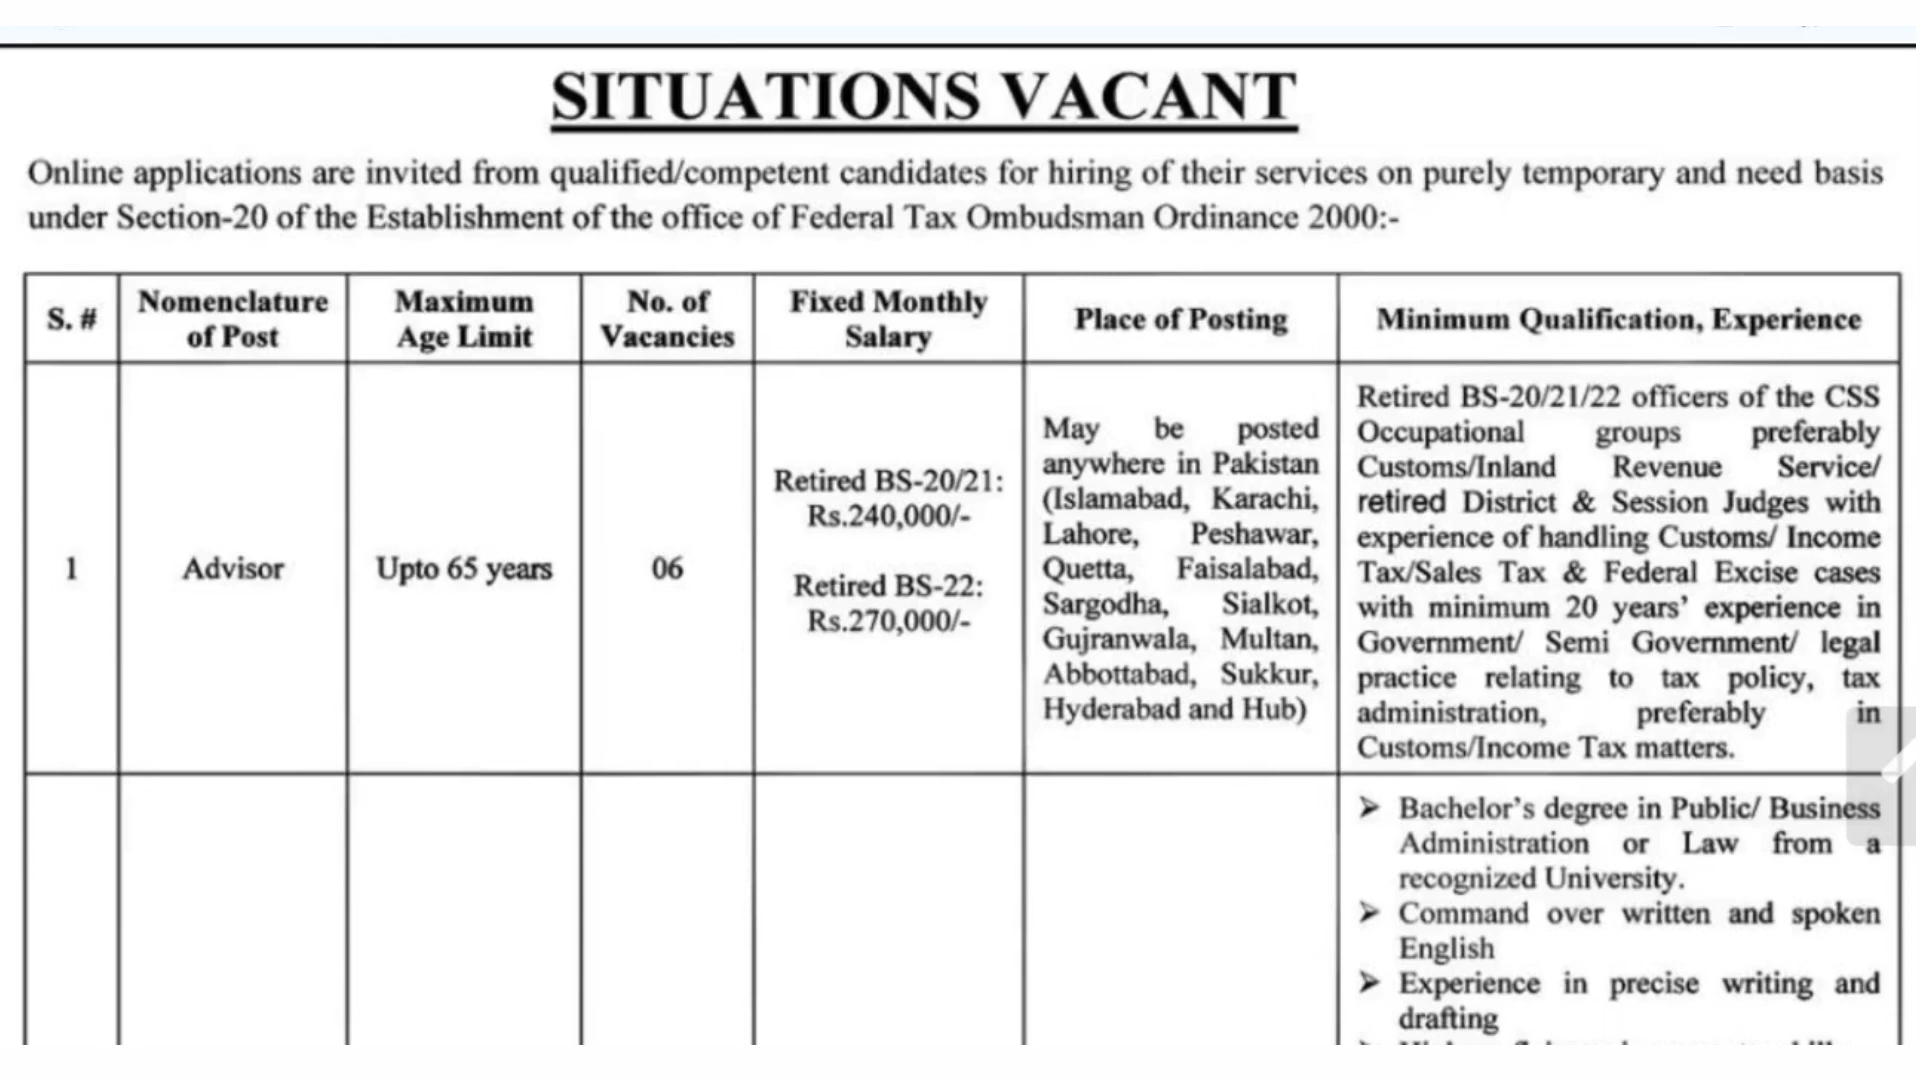 SITUATIONS VACANT
Online applications are invited from qualified/competent candidates for hiring of their services on purely temporary and need basis
under Section-20 of the Establishment of the office of Federal Tax Ombudsman Ordinance 2000:-
S. #
Nomenclature
of Post
Maximum
Age Limit
No. of
Vacancies
Fixed Monthly
Salary
Place of Posting
Minimum Qualification, Experience
1
Advisor
Upto 65 years
06
Retired BS-20/21:
Rs.240,000/-
Retired BS-22:
Rs.270,000/-
May be posted
anywhere in Pakistan
(Islamabad, Karachi,
Lahore, Peshawar,
Quetta, Faisalabad,
Sargodha, Sialkot,
Gujranwala, Multan,
Abbottabad, Sukkur,
Hyderabad and Hub)
Retired BS-20/21/22 officers of the CSS
Occupational groups preferably
Customs/Inland Revenue Service/
retired District & Session Judges with
experience of handling Customs/ Income
Tax/Sales Tax & Federal Excise cases
with minimum 20 years’ experience in
Government/ Semi Government/ legal
practice relating to tax policy, tax
administration, preferably in
Customs/Income Tax matters.
➢ Bachelor’s degree in Public/ Business
Administration or Law from a
recognized University.
➢ Command over written and spoken
English
➢ Experience in precise writing and
drafting